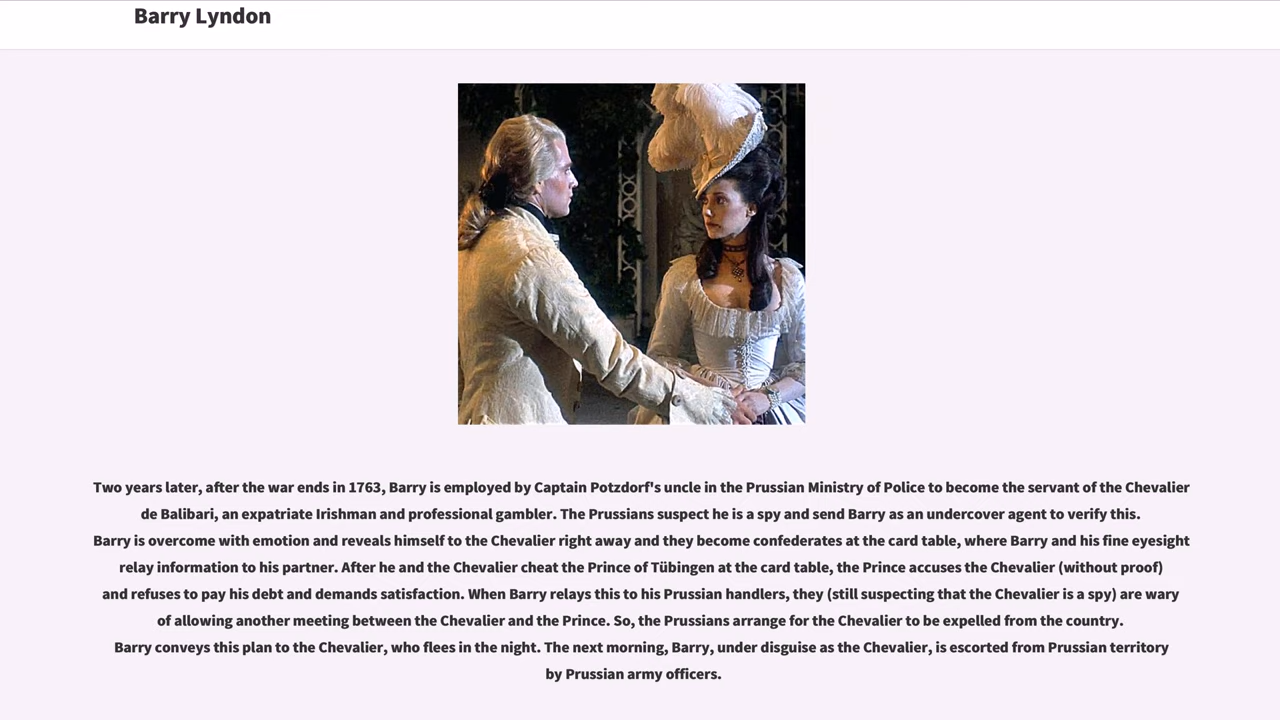 Barry Lyndon
Two years later, after the war ends in 1763, Barry is employed by Captain Potzdorf's uncle in the Prussian Ministry of Police to become the servant of the Chevalier
de Balibari, an expatriate Irishman and professional gambler. The Prussians suspect he is a spy and send Barry as an undercover agent to verify this.
Barry is overcome with emotion and reveals himself to the Chevalier right away and they become confederates at the card table, where Barry and his fine eyesight
relay information to his partner. After he and the Chevalier cheat the Prince of Tübingen at the card table, the Prince accuses the Chevalier (without proof)
and refuses to pay his debt and demands satisfaction. When Barry relays this to his Prussian handlers, they (still suspecting that the Chevalier is a spy) are wary
of allowing another meeting between the Chevalier and the Prince. So, the Prussians arrange for the Chevalier to be expelled from the country.
Barry conveys this plan to the Chevalier, who flees in the night. The next morning, Barry, under disguise as the Chevalier, is escorted from Prussian territory
by Prussian army officers.